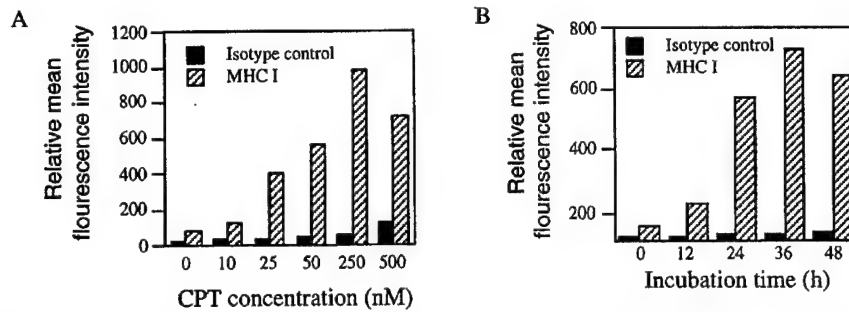 A
Relative mean
flourescence intensity
1200
1000
800
600
400
200
0
Isotype control
MHC I
0 10 25 50 250 500
CPT concentration (nM)
B
Relative mean
flourescence intensity
800
600
400
200
Isotype control
MHC I
0 12 24 36 48
Incubation time (h)